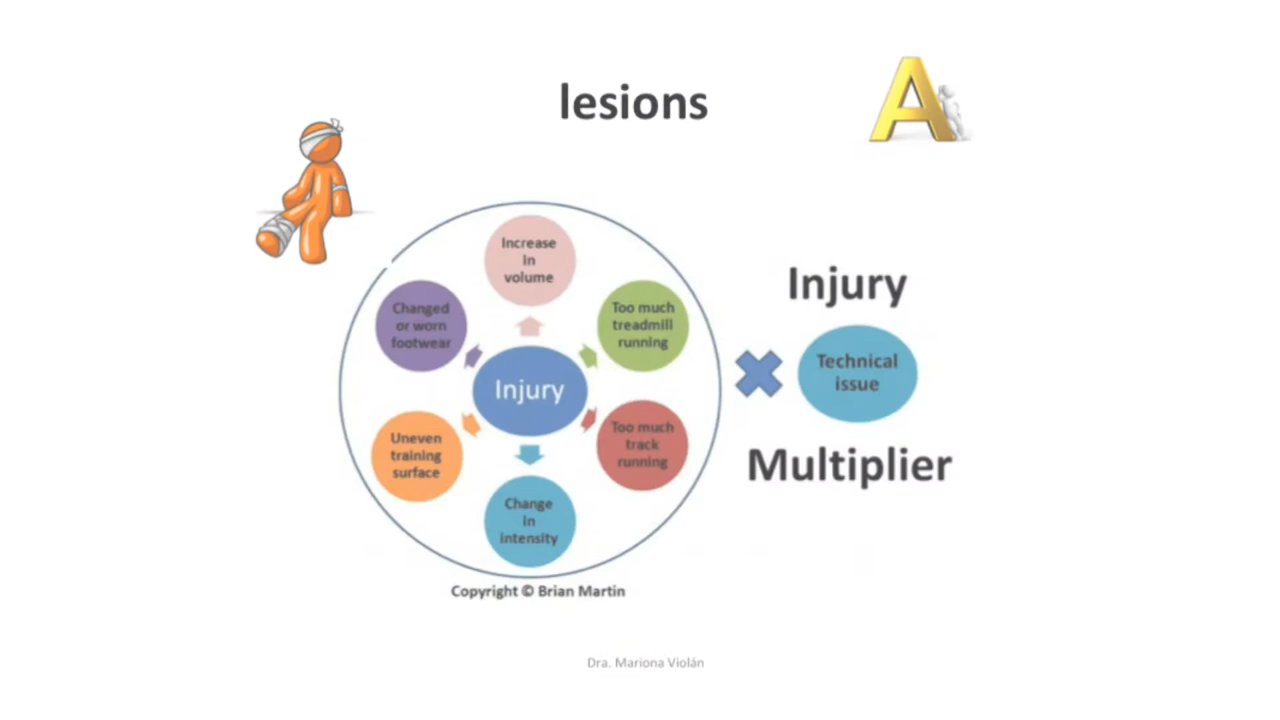 lesions
A
Increase
in
volume
Changed
or worn
footwear
Too much
treadmill
running
Injury
Uneven
training
surface
Too much
track
running
Change
in
intensity
Injury
Technical
issue
Multiplier
Copyright © Brian Martin
Dra. Mariona Violán